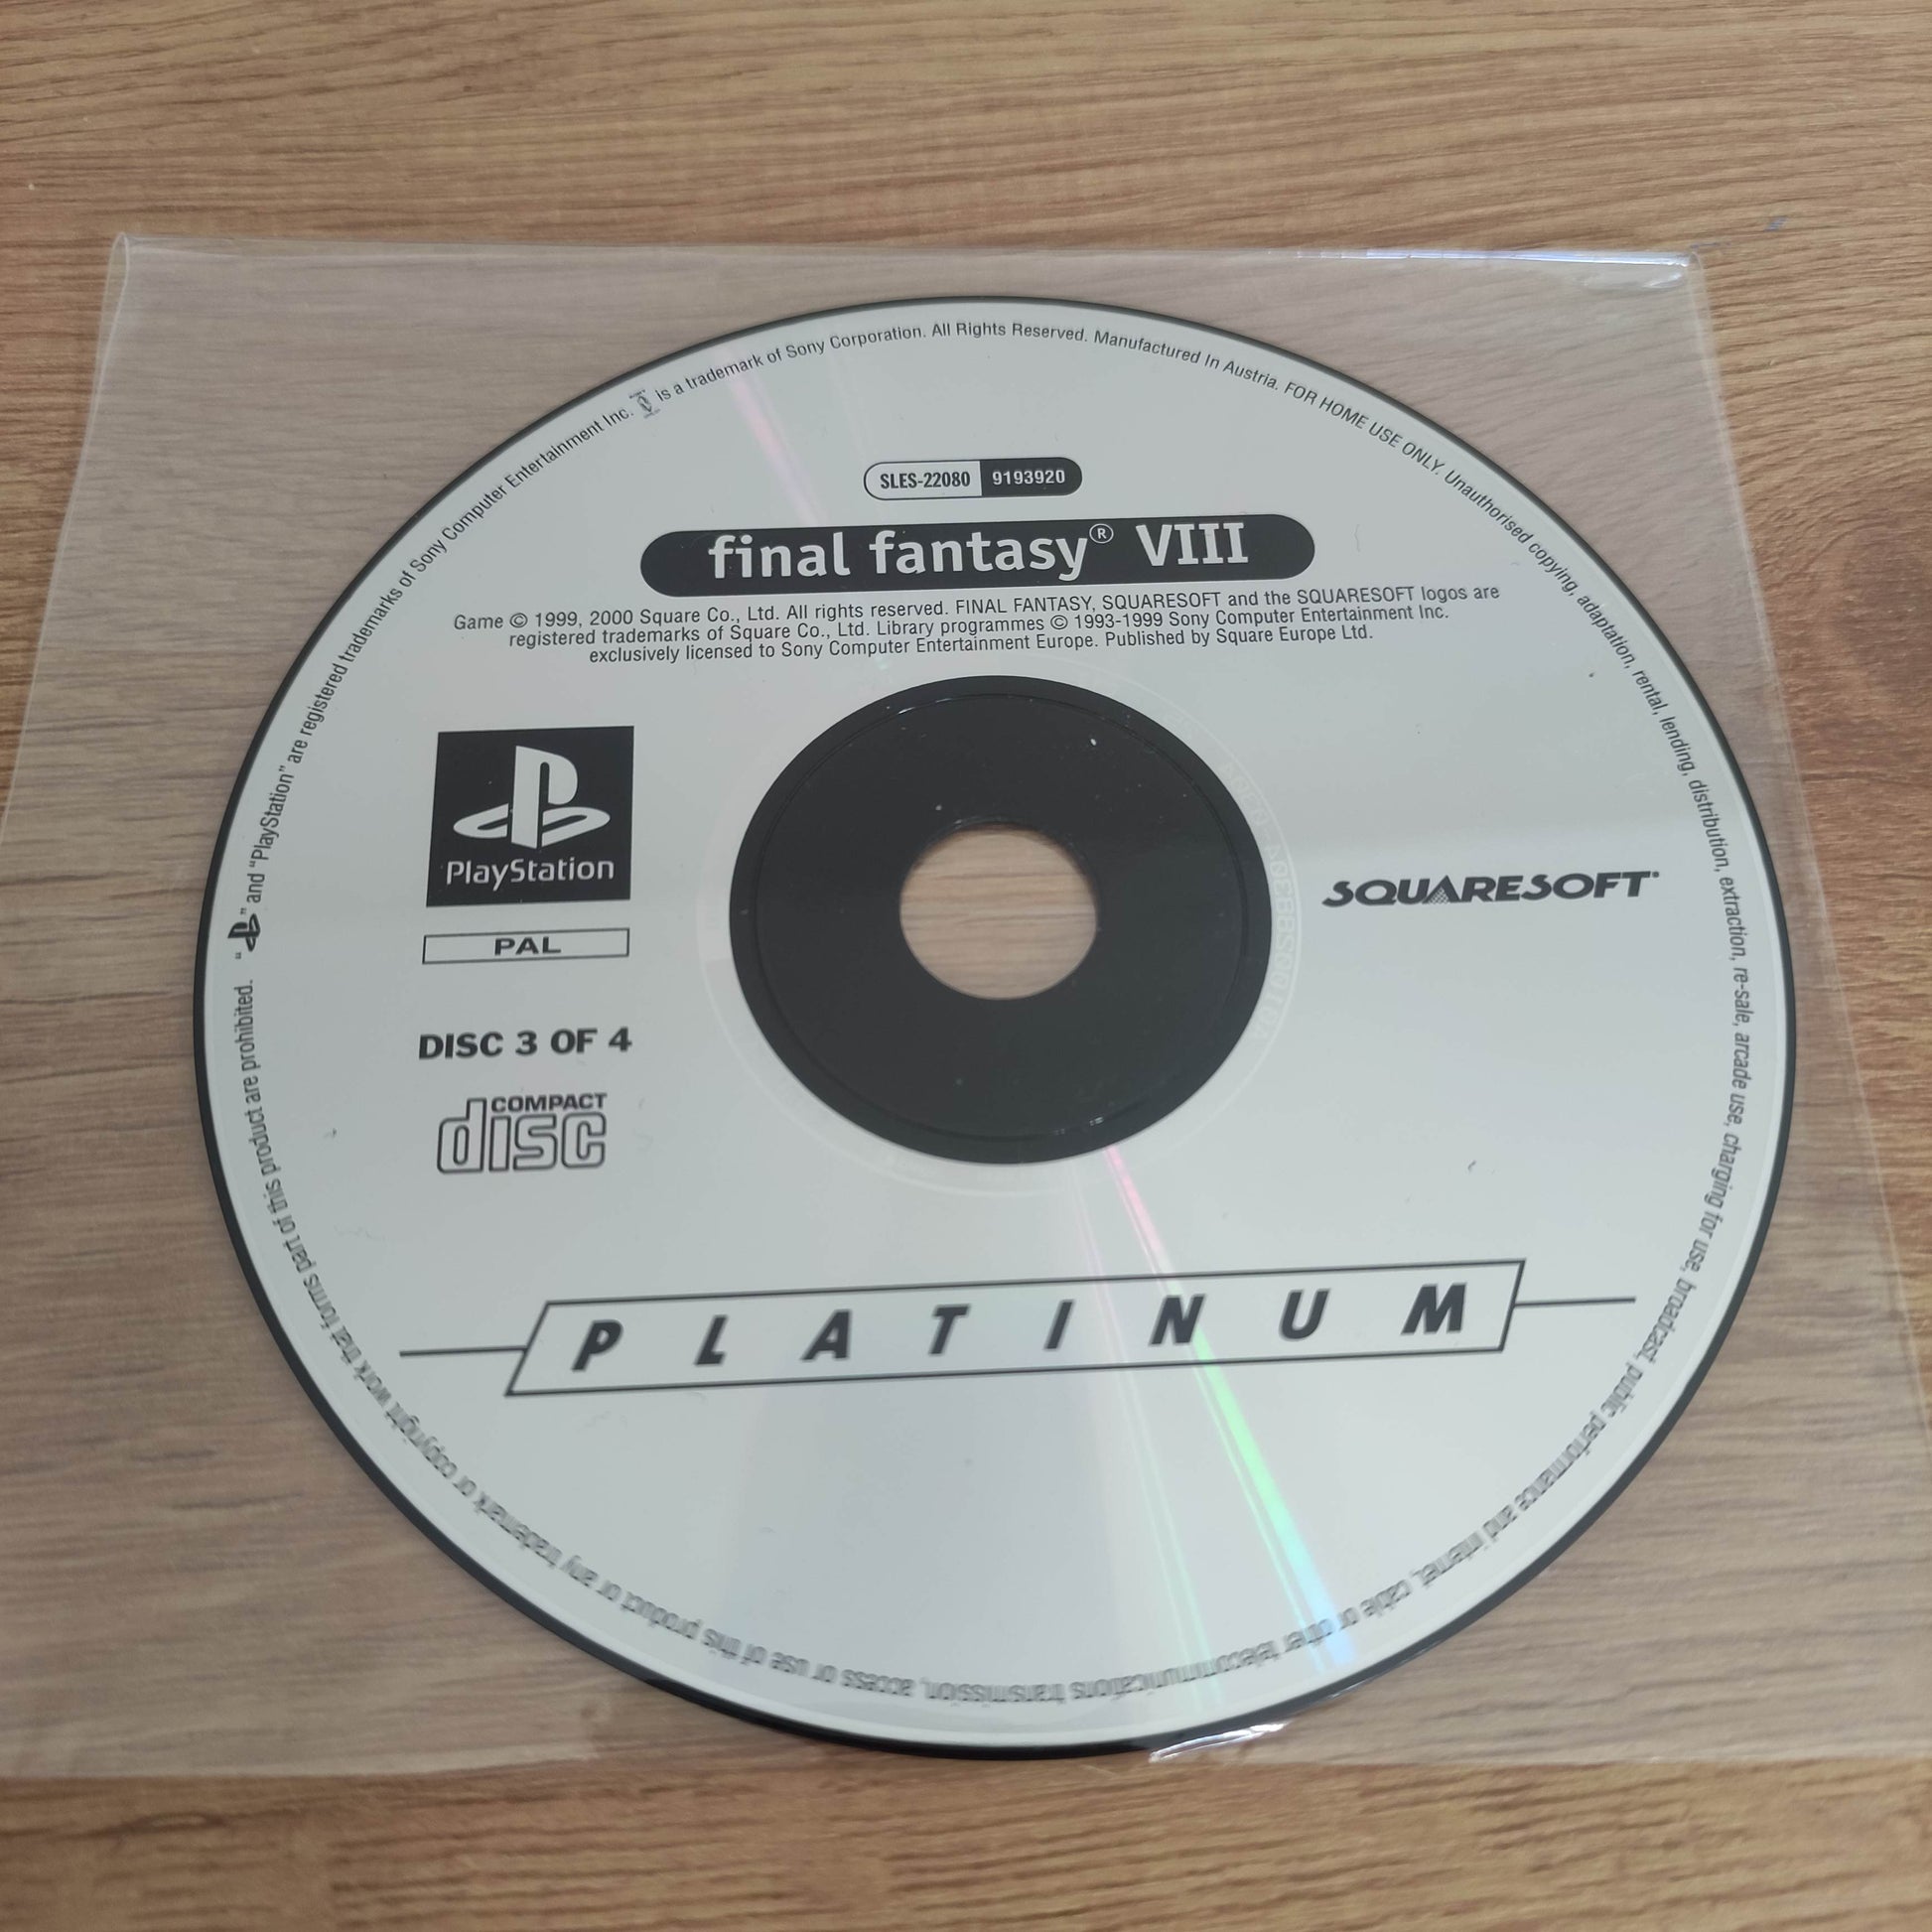 "PS" and "PlayStation" are registered trademarks of Sony Computer Entertainment Inc. is a trademark of Sony Corporation. All Rights Reserved. Manufactured In Austria. FOR HOME USE ONLY. Unauthorised copying, adaptation, rental, lending, distribution, extraction, re-sale, arcade use, charging for use, broadcast, public performance and internet, cable or other telecommunications transmission, access or use of this product or any trademark or copyright work that forms part of this product are prohibited.
SLES-22080 9193920
final fantasy® VIII
Game © 1999, 2000 Square Co., Ltd. All rights reserved. FINAL FANTASY, SQUARESOFT and the SQUARESOFT logos are
registered trademarks of Square Co., Ltd. Library programmes © 1993-1999 Sony Computer Entertainment Inc.
exclusively licensed to Sony Computer Entertainment Europe. Published by Square Europe Ltd.
PlayStation
PAL
SQUARESOFT
DISC 3 OF 4
COMPACT
disc
PLATINUM